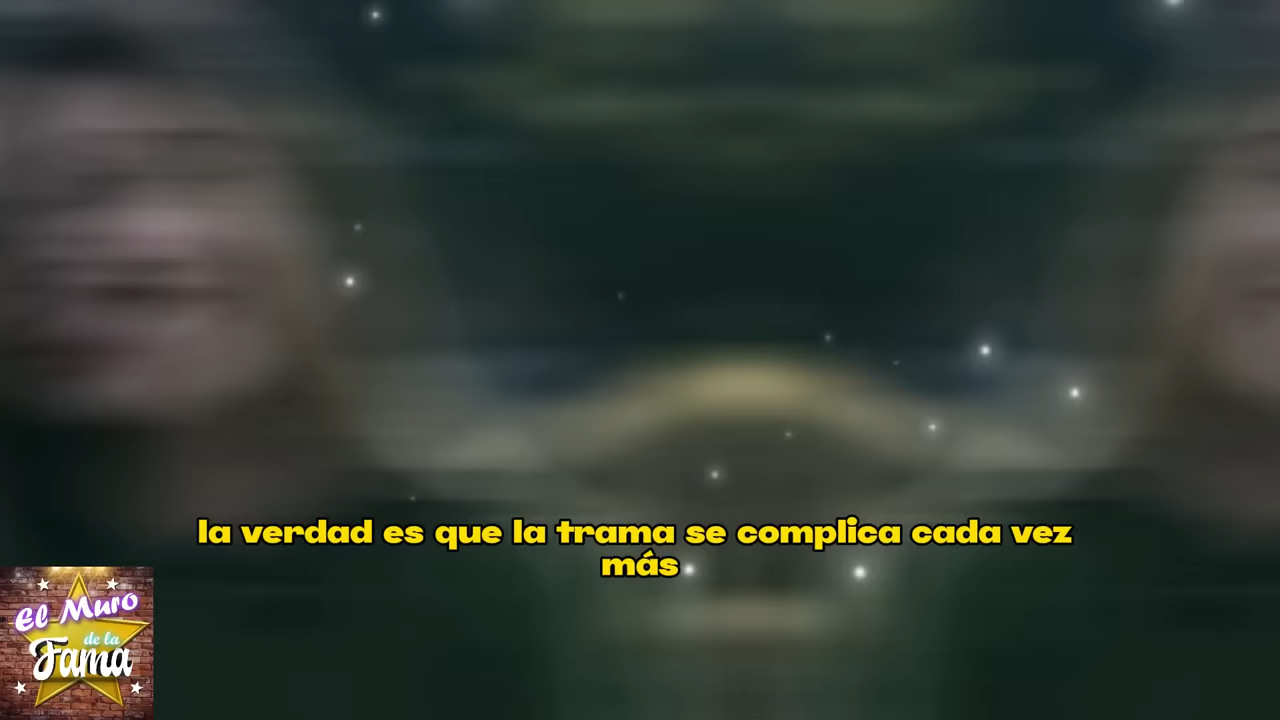 la verdad es que la trama se complica cada vez
más
El Muro
de la
Fama